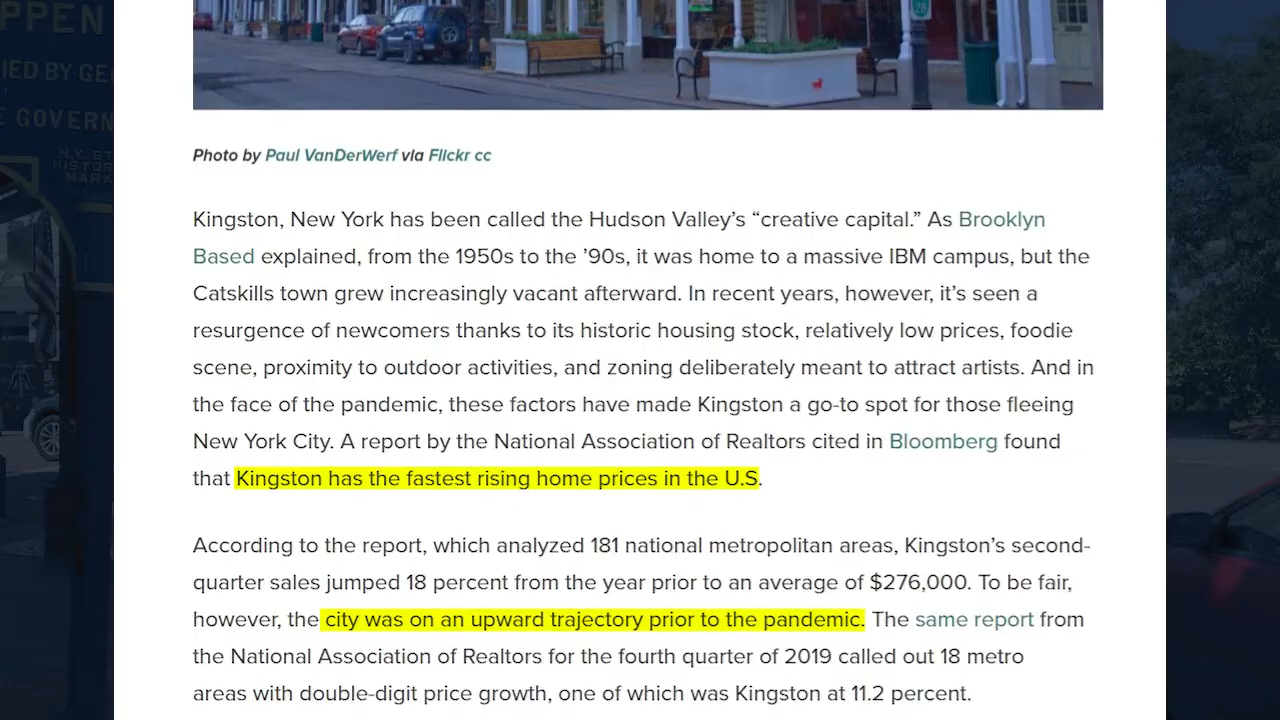 PPEN
IED BY GE
E GOVERN
N.Y. ST
HISTOR
MARK
28
Photo by Paul VanDerWerf via Flickr cc
Kingston, New York has been called the Hudson Valley’s “creative capital.” As Brooklyn
Based explained, from the 1950s to the ’90s, it was home to a massive IBM campus, but the
Catskills town grew increasingly vacant afterward. In recent years, however, it’s seen a
resurgence of newcomers thanks to its historic housing stock, relatively low prices, foodie
scene, proximity to outdoor activities, and zoning deliberately meant to attract artists. And in
the face of the pandemic, these factors have made Kingston a go-to spot for those fleeing
New York City. A report by the National Association of Realtors cited in Bloomberg found
that Kingston has the fastest rising home prices in the U.S.
According to the report, which analyzed 181 national metropolitan areas, Kingston’s second-
quarter sales jumped 18 percent from the year prior to an average of $276,000. To be fair,
however, the city was on an upward trajectory prior to the pandemic. The same report from
the National Association of Realtors for the fourth quarter of 2019 called out 18 metro
areas with double-digit price growth, one of which was Kingston at 11.2 percent.